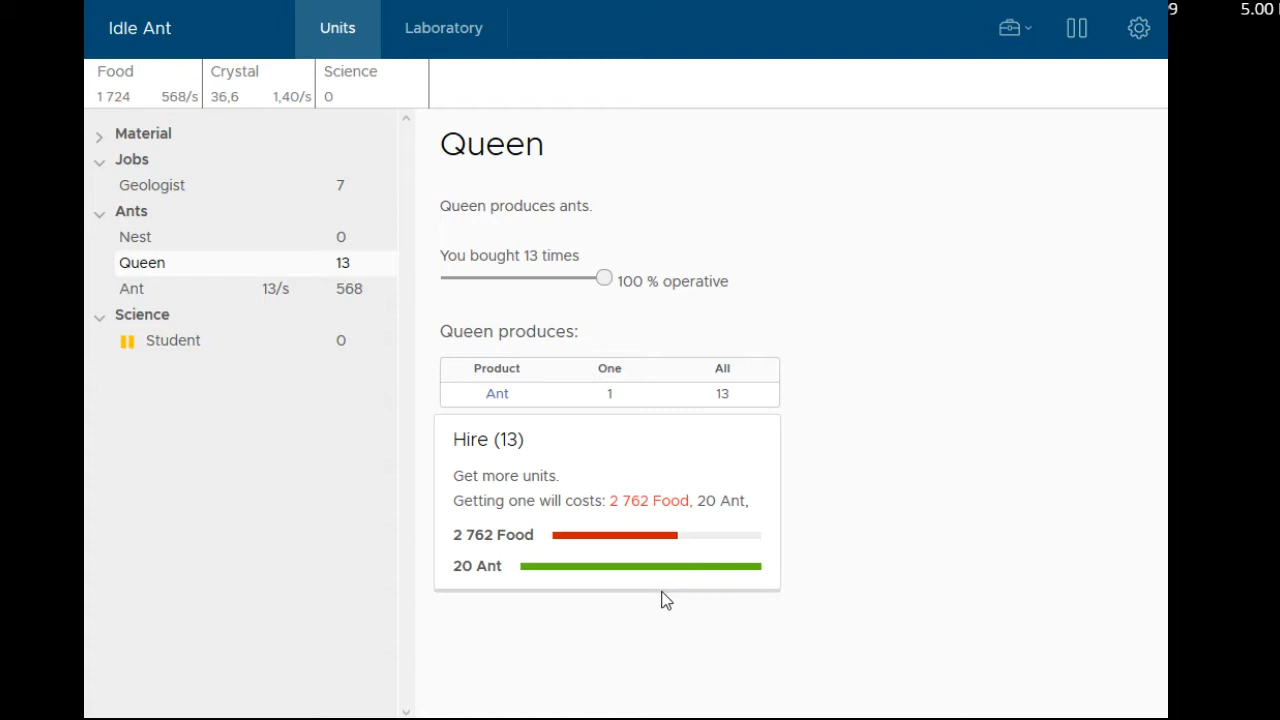 Idle Ant Units Laboratory 9 5.00
Food Crystal Science
1 724 568/s 36,6 1,40/s 0
Material
Jobs
Geologist 7
Ants
Nest 0
Queen 13
Ant 13/s 568
Science
Student 0
Queen
Queen produces ants.
You bought 13 times
100 % operative
Queen produces:
Product One All
Ant 1 13
Hire (13)
Get more units.
Getting one will costs: 2 762 Food, 20 Ant,
2 762 Food
20 Ant